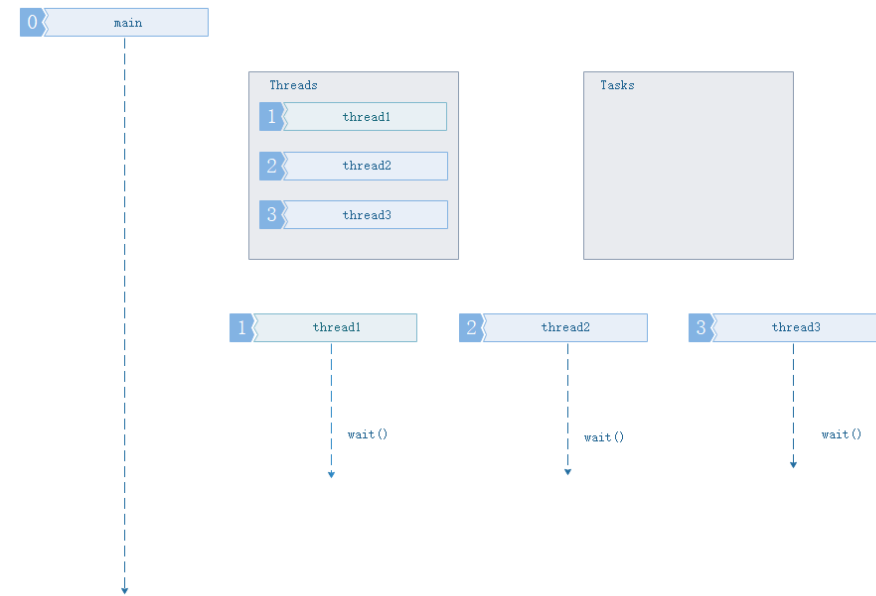 0 main
Threads
1 thread1
2 thread2
3 thread3
Tasks
1 thread1
2 thread2
3 thread3
wait()
wait()
wait()